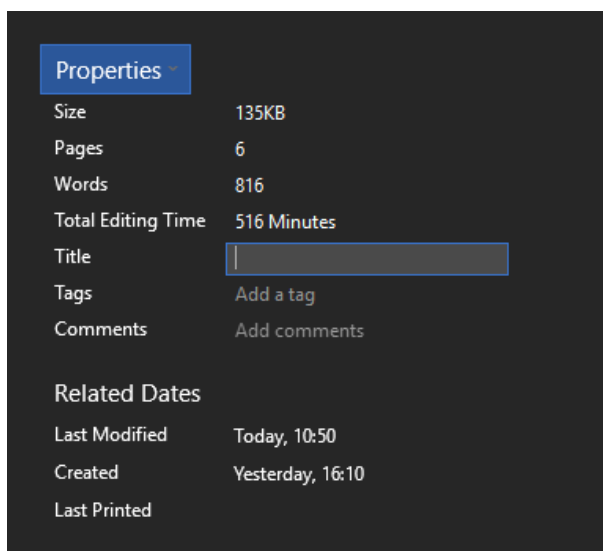 Properties
Size 135KB
Pages 6
Words 816
Total Editing Time 516 Minutes
Title
Tags Add a tag
Comments Add comments
Related Dates
Last Modified Today, 10:50
Created Yesterday, 16:10
Last Printed